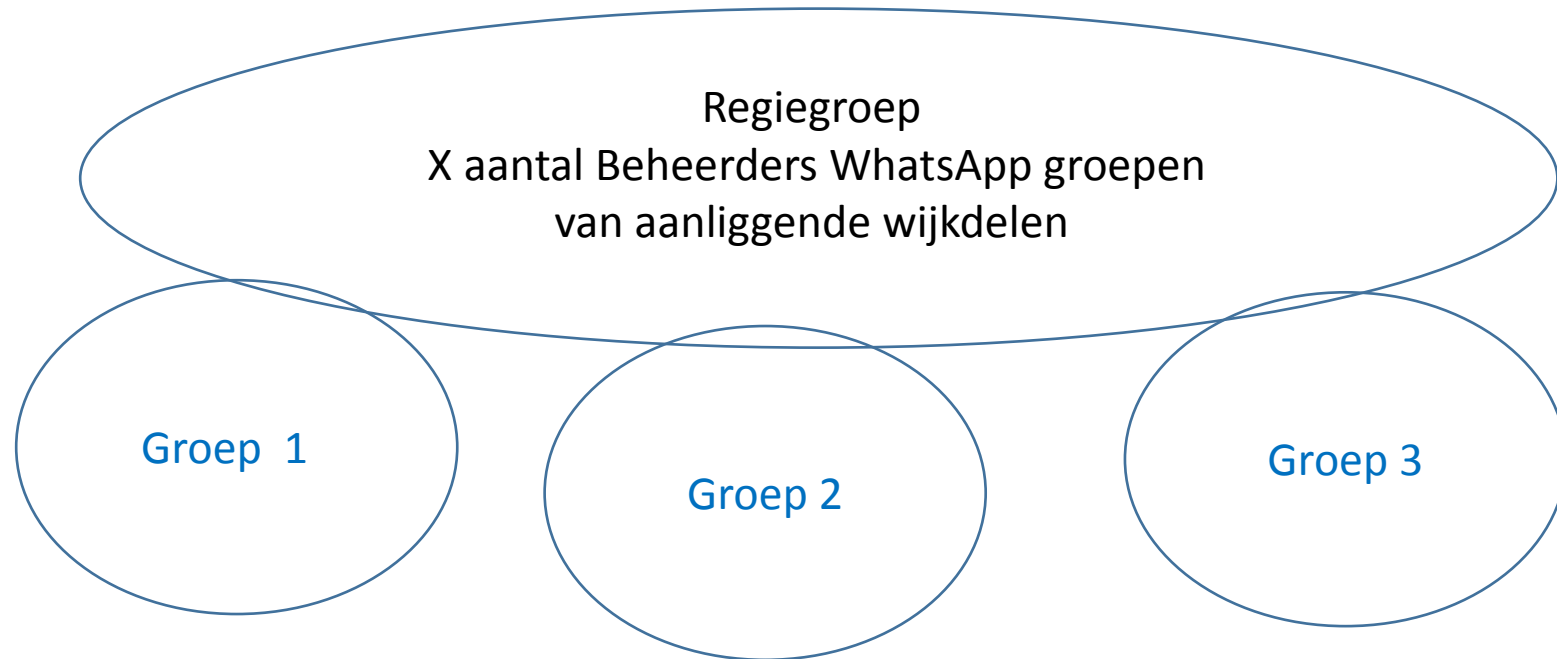 Regiegroep
X aantal Beheerders WhatsApp groepen
van aanliggende wijkdelen
Groep 1
Groep 2
Groep 3